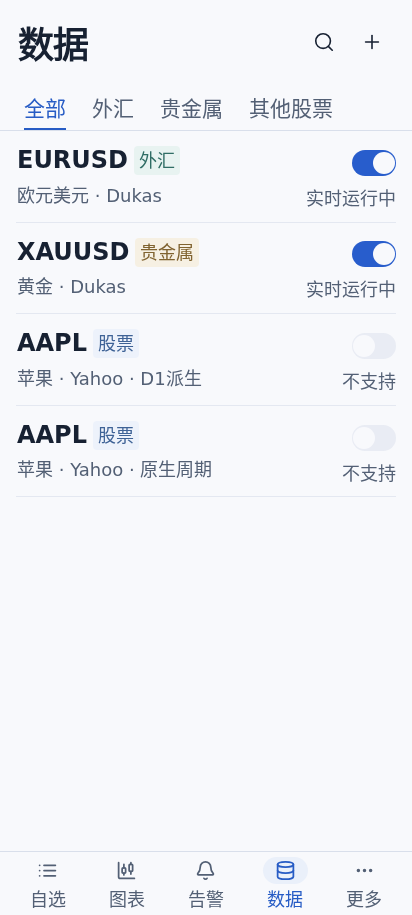 数据
全部 外汇 贵金属 其他股票
EURUSD 外汇
欧元美元 · Dukas 实时运行中
XAUUSD 贵金属
黄金 · Dukas 实时运行中
AAPL 股票
苹果 · Yahoo · D1派生 不支持
AAPL 股票
苹果 · Yahoo · 原生周期 不支持
自选 图表 告警 数据 更多